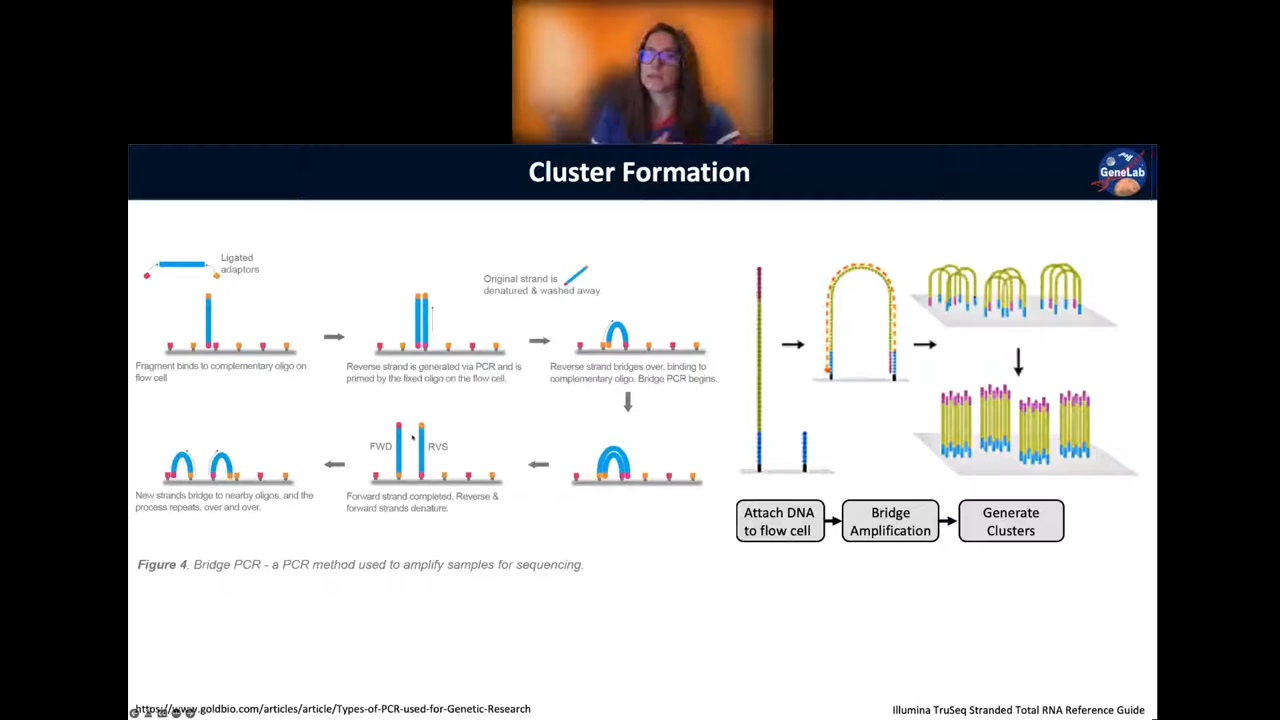 Cluster Formation
GeneLab
Ligated
adaptors
Fragment binds to complementary oligo on
flow cell
Reverse strand is generated via PCR and is
primed by the fixed oligo on the flow cell.
Original strand is
denatured & washed away
Reverse strand bridges over, binding to
complementary oligo. Bridge PCR begins.
FWD
RVS
Forward strand completed. Reverse &
forward strands denature.
New strands bridge to nearby oligos, and the
process repeats, over and over.
Figure 4. Bridge PCR - a PCR method used to amplify samples for sequencing.
Attach DNA
to flow cell
Bridge
Amplification
Generate
Clusters
https://www.goldbio.com/articles/article/Types-of-PCR-used-for-Genetic-Research
Illumina TruSeq Stranded Total RNA Reference Guide